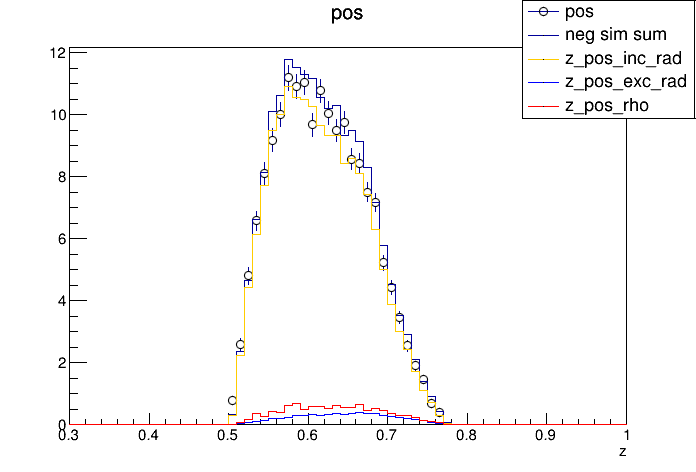 pos
pos
neg sim sum
z_pos_inc_rad
z_pos_exc_rad
z_pos_rho
12
10
8
6
4
2
0
0.3 0.4 0.5 0.6 0.7 0.8 0.9 1
z